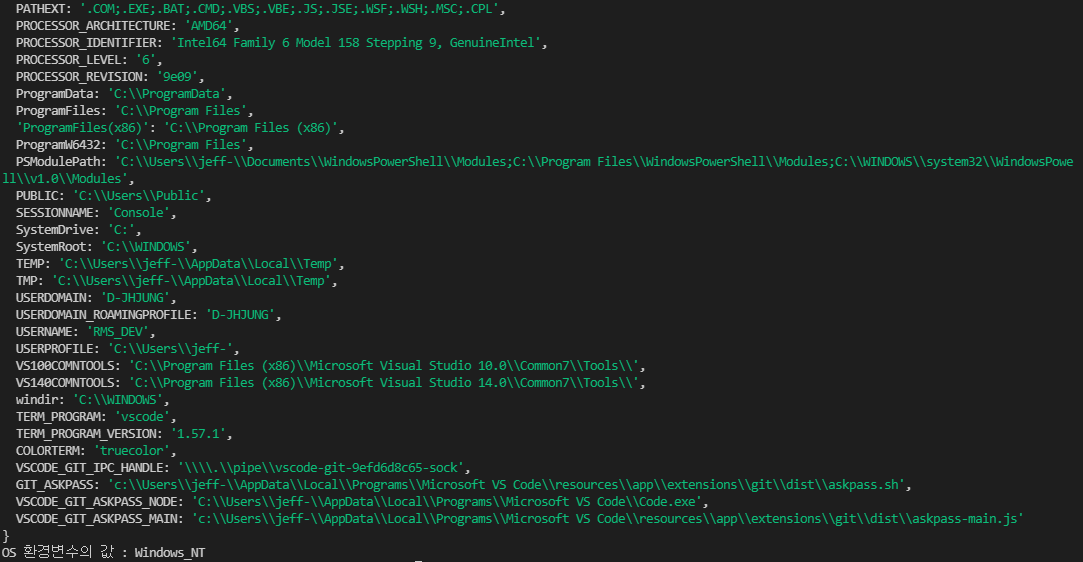 PATHEXT: '.COM;.EXE;.BAT;.CMD;.VBS;.VBE;.JS;.JSE;.WSF;.WSH;.MSC;.CPL',
PROCESSOR_ARCHITECTURE: 'AMD64',
PROCESSOR_IDENTIFIER: 'Intel64 Family 6 Model 158 Stepping 9, GenuineIntel',
PROCESSOR_LEVEL: '6',
PROCESSOR_REVISION: '9e09',
ProgramData: 'C:\\ProgramData',
ProgramFiles: 'C:\\Program Files',
'ProgramFiles(x86)': 'C:\\Program Files (x86)',
ProgramW6432: 'C:\\Program Files',
PSModulePath: 'C:\\Users\\jeff-\\Documents\\WindowsPowerShell\\Modules;C:\\Program Files\\WindowsPowerShell\\Modules;C:\\WINDOWS\\system32\\WindowsPowe
ll\\v1.0\\Modules',
PUBLIC: 'C:\\Users\\Public',
SESSIONNAME: 'Console',
SystemDrive: 'C:',
SystemRoot: 'C:\\WINDOWS',
TEMP: 'C:\\Users\\jeff-\\AppData\\Local\\Temp',
TMP: 'C:\\Users\\jeff-\\AppData\\Local\\Temp',
USERDOMAIN: 'D-JHJUNG',
USERDOMAIN_ROAMINGPROFILE: 'D-JHJUNG',
USERNAME: 'RMS_DEV',
USERPROFILE: 'C:\\Users\\jeff-',
VS100COMNTOOLS: 'C:\\Program Files (x86)\\Microsoft Visual Studio 10.0\\Common7\\Tools\\',
VS140COMNTOOLS: 'C:\\Program Files (x86)\\Microsoft Visual Studio 14.0\\Common7\\Tools\\',
windir: 'C:\\WINDOWS',
TERM_PROGRAM: 'vscode',
TERM_PROGRAM_VERSION: '1.57.1',
COLORTERM: 'truecolor',
VSCODE_GIT_IPC_HANDLE: '\\\\.\\pipe\\vscode-git-9efd6d8c65-sock',
GIT_ASKPASS: 'c:\\Users\\jeff-\\AppData\\Local\\Programs\\Microsoft VS Code\\resources\\app\\extensions\\git\\dist\\askpass.sh',
VSCODE_GIT_ASKPASS_NODE: 'C:\\Users\\jeff-\\AppData\\Local\\Programs\\Microsoft VS Code\\Code.exe',
VSCODE_GIT_ASKPASS_MAIN: 'c:\\Users\\jeff-\\AppData\\Local\\Programs\\Microsoft VS Code\\resources\\app\\extensions\\git\\dist\\askpass-main.js'
}
OS 환경변수의 값 : Windows_NT